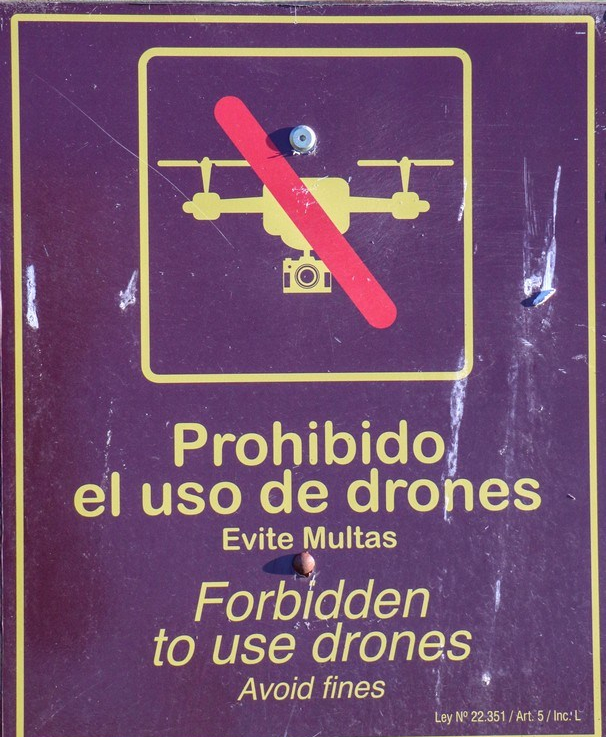 Prohibido
el uso de drones
Evite Multas
Forbidden
to use drones
Avoid fines
Ley Nº 22.351 / Art. 5 / Inc. L